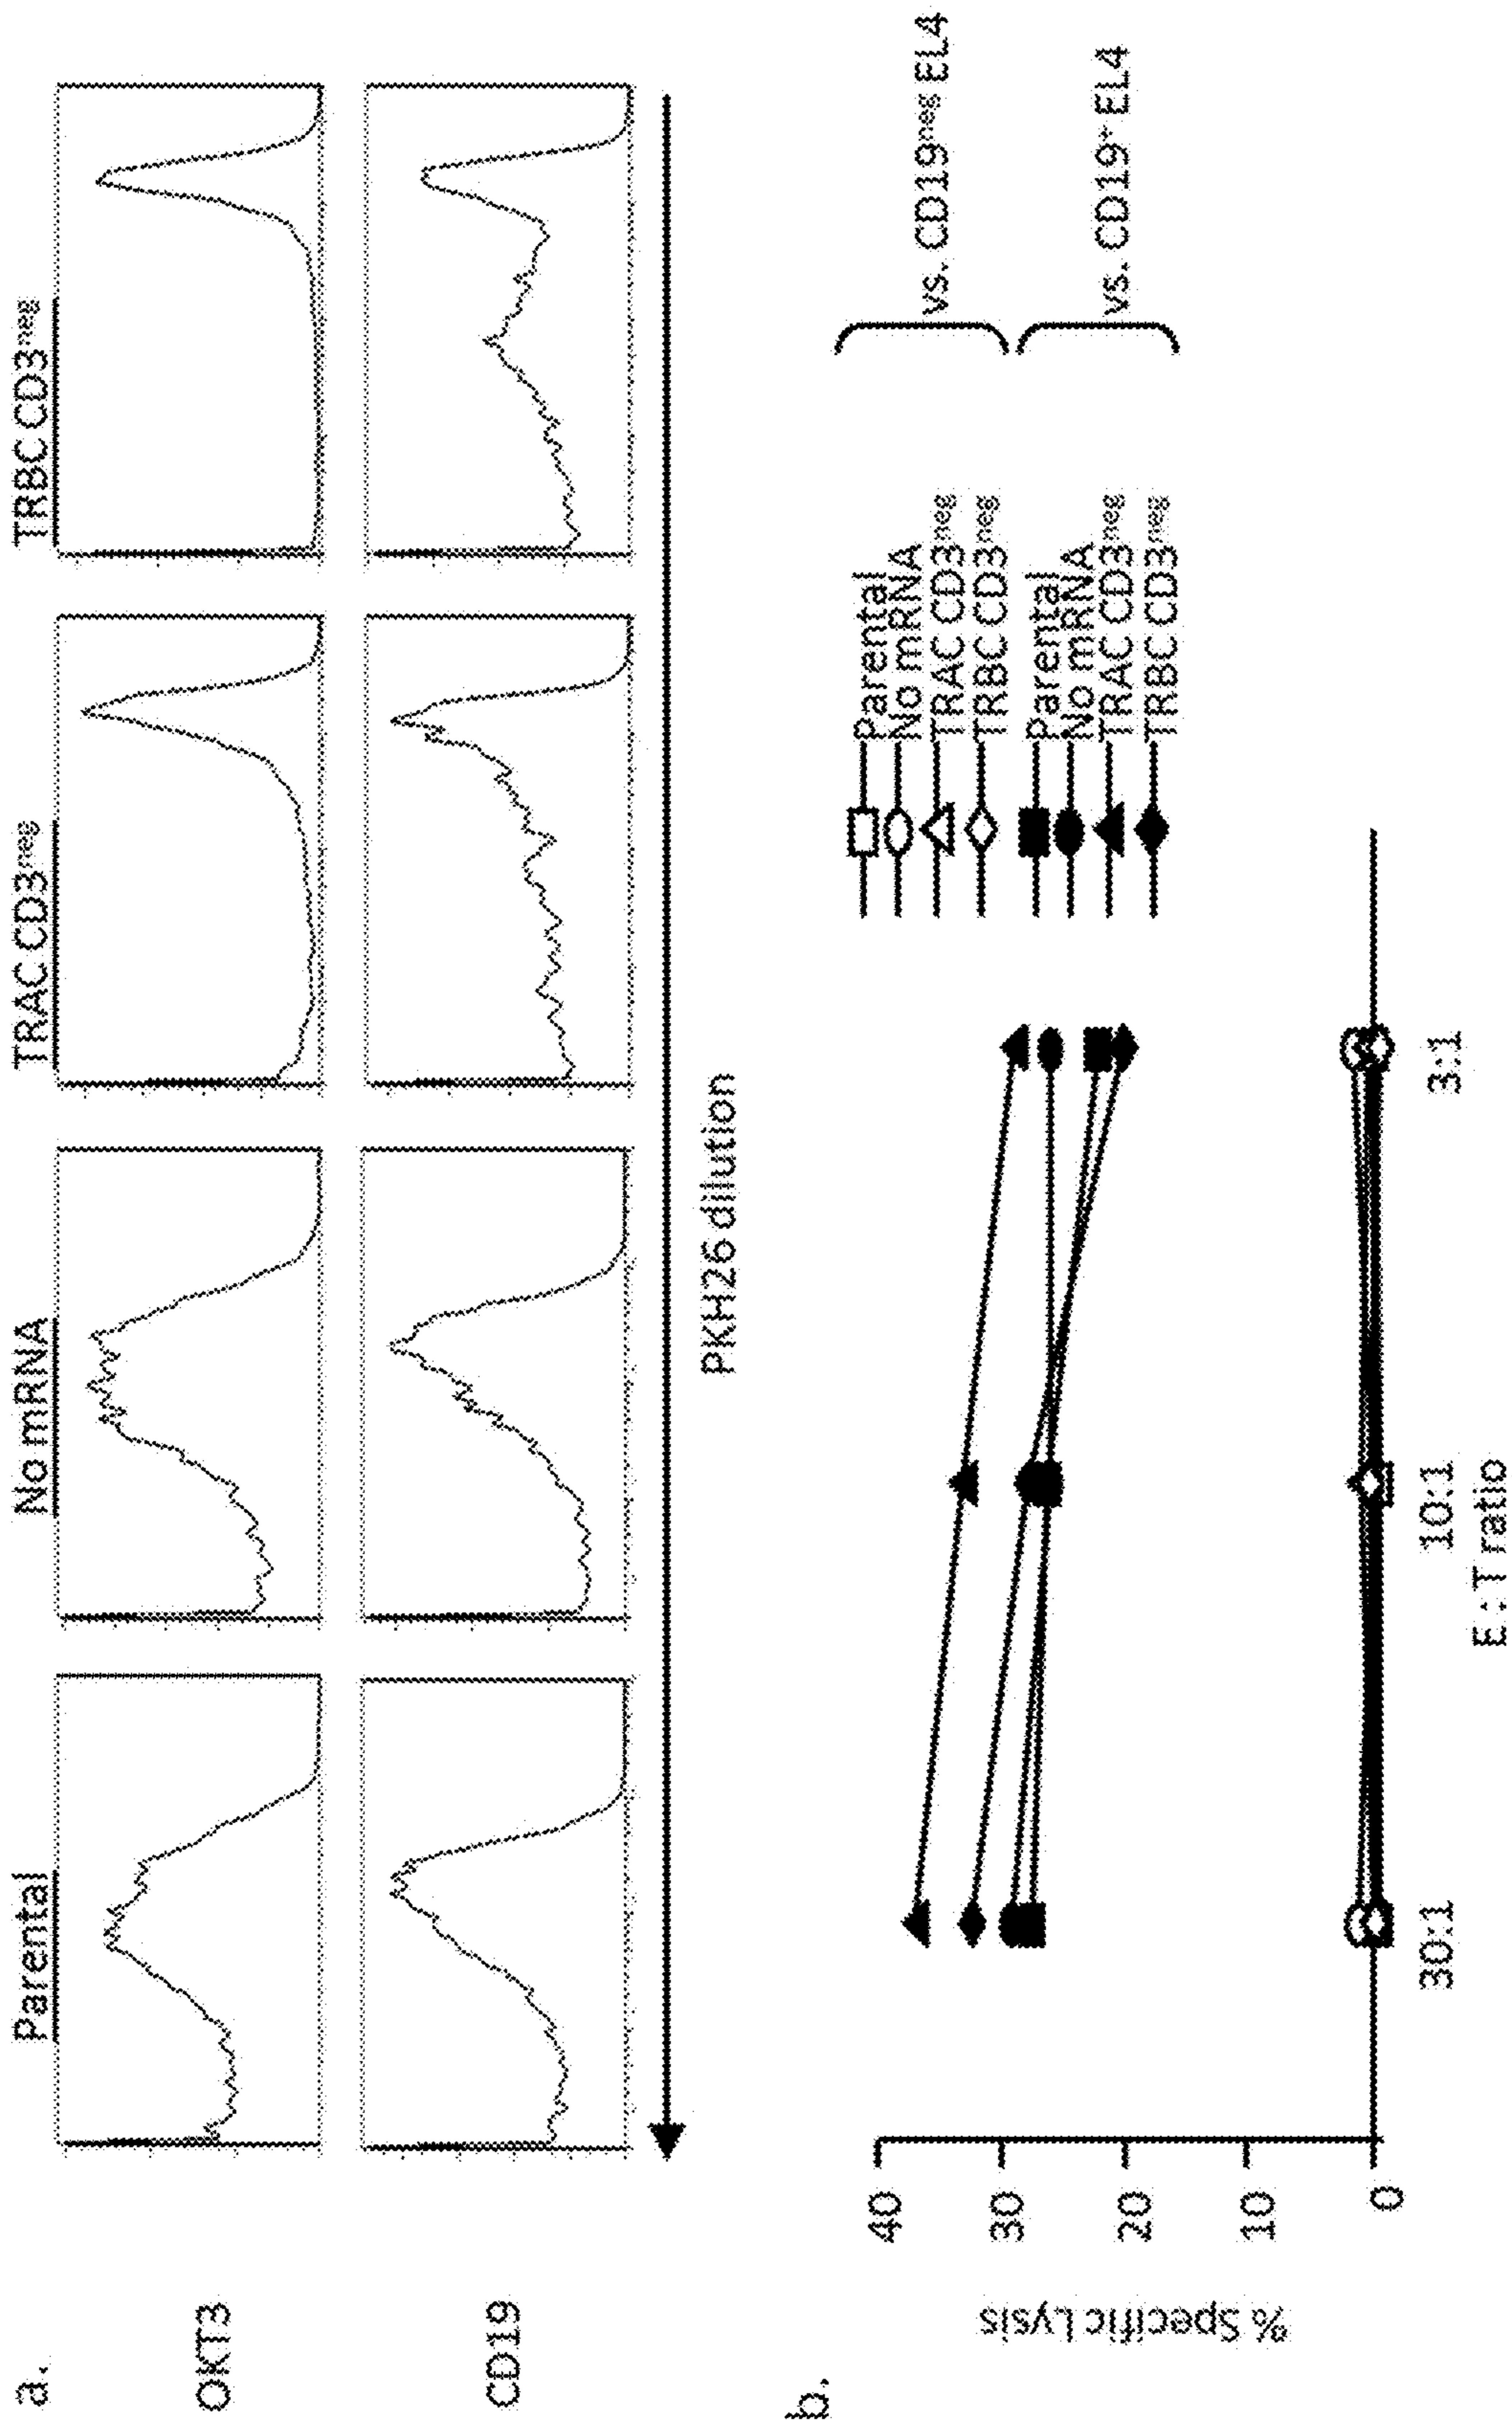 a.
Parental No mRNA TRAC CD3neg TRBC CD3neg
OKT3
CD19
PKH26 dilution
b.
% Specific Lysis
40
30
20
10
0
30:1 10:1 3:1
E : T ratio
Parental
No mRNA
TRAC CD3neg
TRBC CD3neg
vs. CD19neg EL4
Parental
No mRNA
TRAC CD3neg
TRBC CD3neg
vs. CD19+ EL4